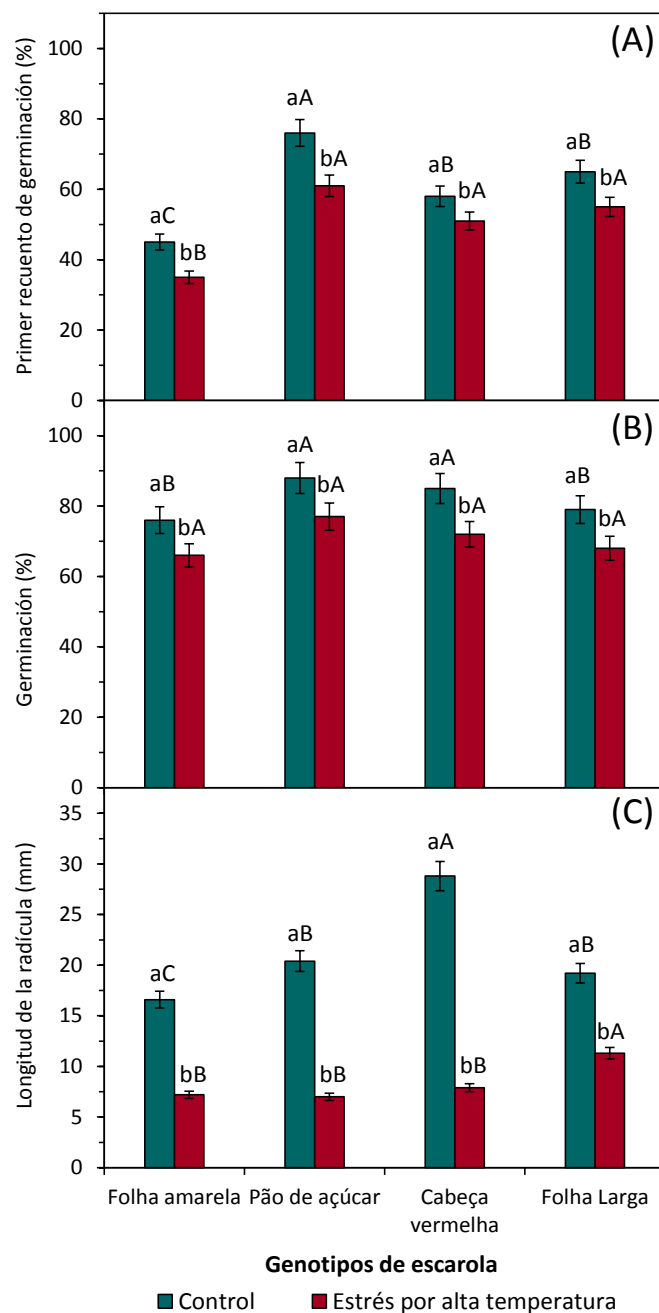 (A)
Primer recuento de germinación (%)
100
80
60
40
20
0
aC
bB
aA
bA
aB
bA
aB
bA
(B)
Germinación (%)
100
80
60
40
20
0
aB
bA
aA
bA
aA
bA
aB
bA
(C)
Longitud de la radícula (mm)
35
30
25
20
15
10
5
0
aC
bB
aB
bB
aA
bB
aB
bA
Folha amarela
Pão de açúcar
Cabeça
vermelha
Folha Larga
Genotipos de escarola
Control
Estrés por alta temperatura